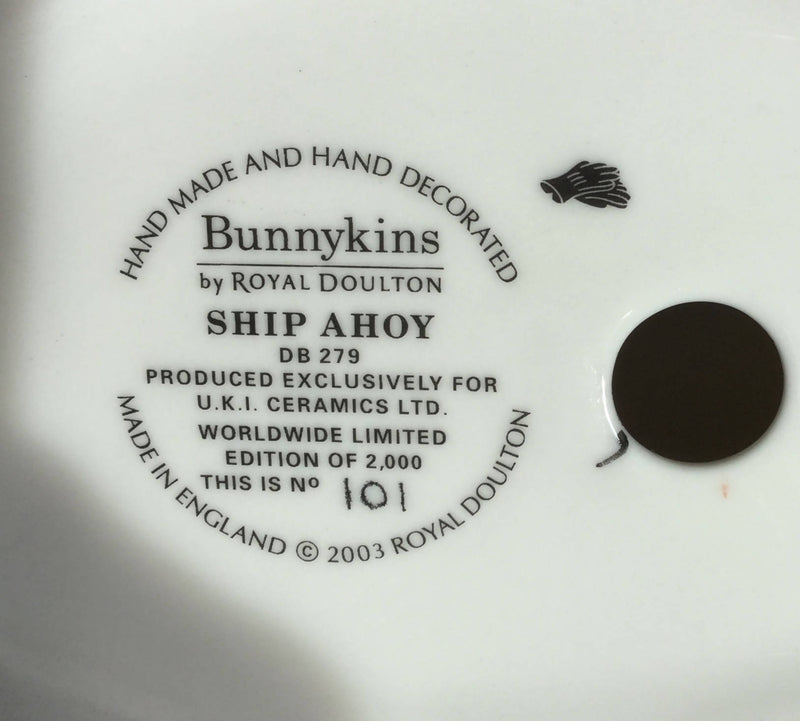 HAND MADE AND HAND DECORATED
Bunnykins
by ROYAL DOULTON
SHIP AHOY
DB 279
PRODUCED EXCLUSIVELY FOR
U.K.I. CERAMICS LTD.
WORLDWIDE LIMITED
EDITION OF 2,000
THIS IS Nº 101
MADE IN ENGLAND © 2003 ROYAL DOULTON